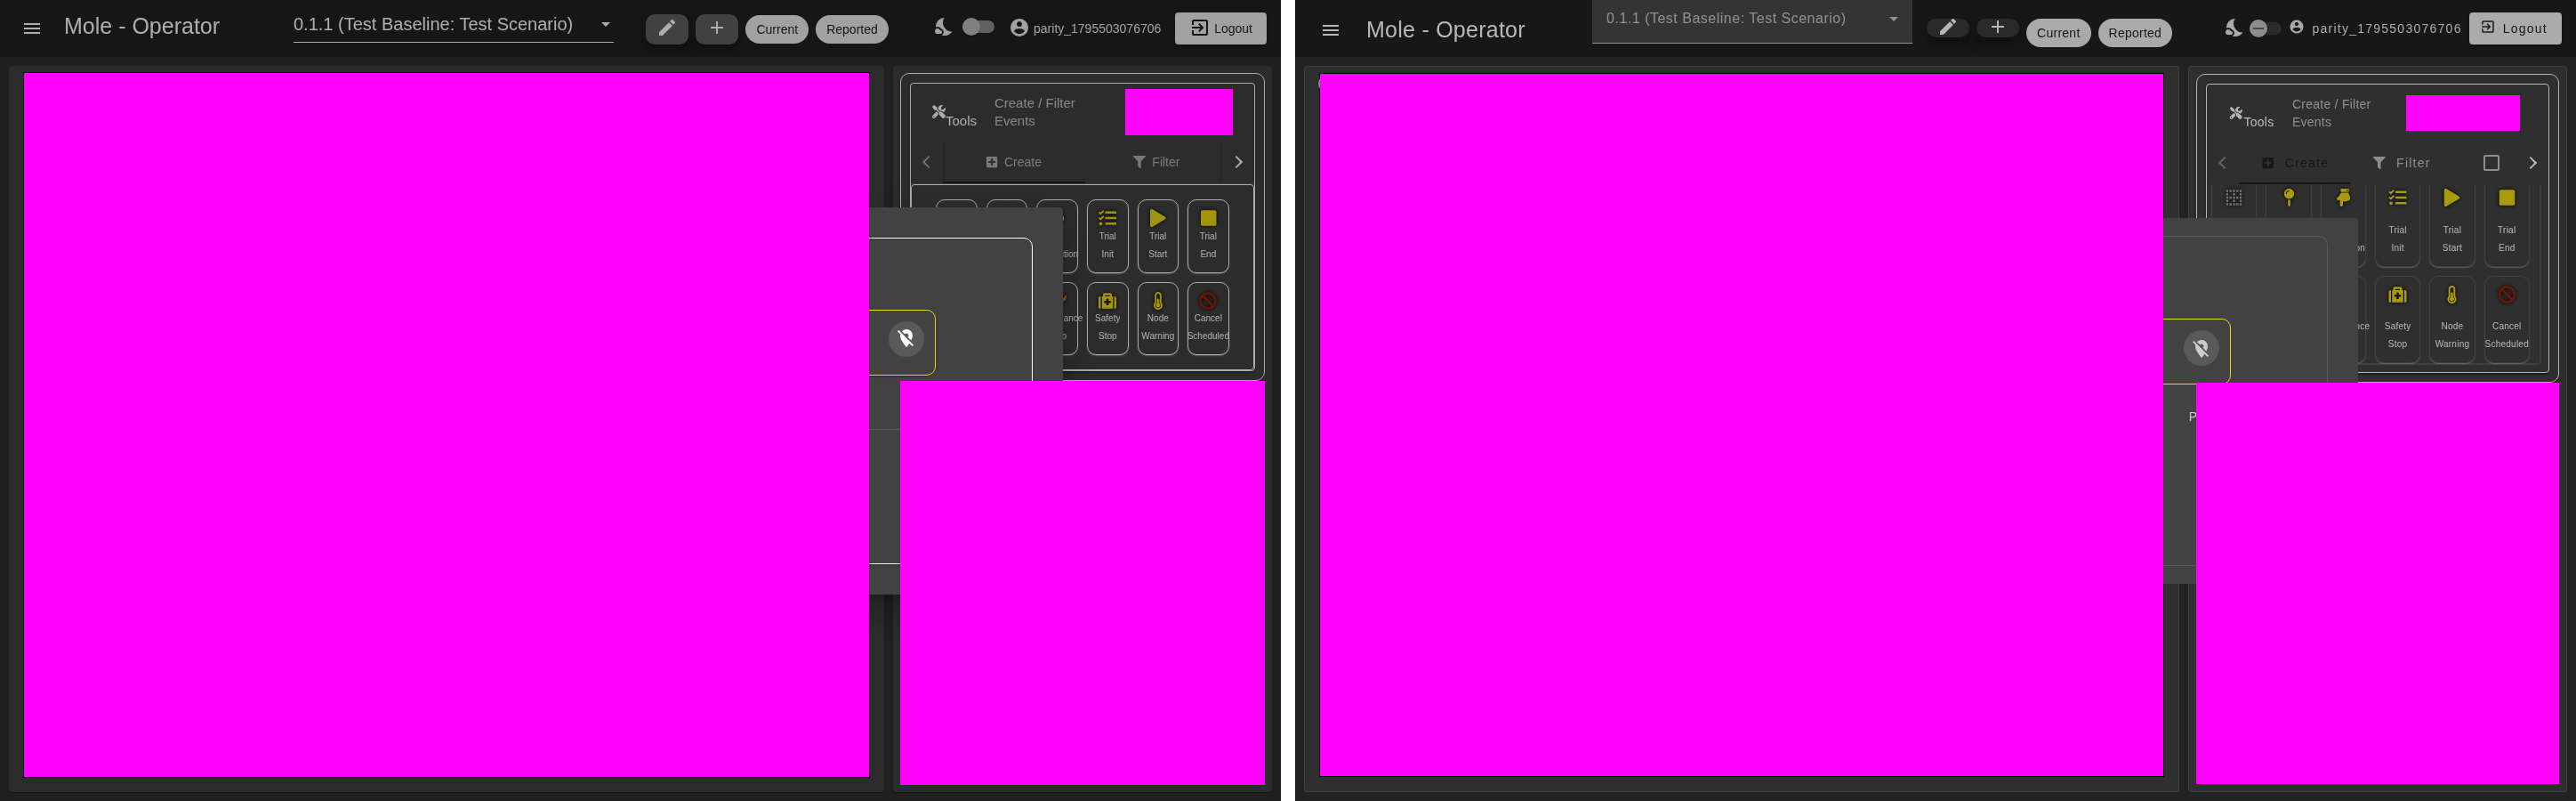 Mole - Operator
0.1.1 (Test Baseline: Test Scenario)
Current
Reported
parity_1795503076706
Logout
Tools
Create / Filter
Events
Create
Filter
Trial
Init
Trial
Start
Trial
End
Safety
Stop
Node
Warning
Cancel
Scheduled
Mole - Operator
0.1.1 (Test Baseline: Test Scenario)
Current
Reported
parity_1795503076706
Logout
Tools
Create / Filter
Events
Create
Filter
Trial
Init
Trial
Start
Trial
End
Safety
Stop
Node
Warning
Cancel
Scheduled